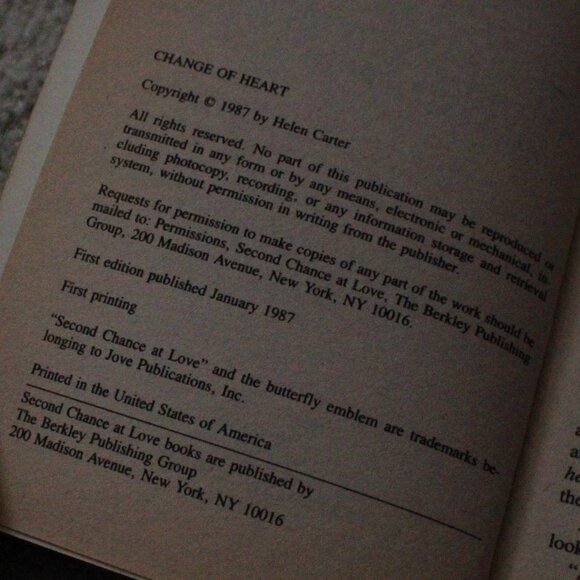 CHANGE OF HEART
Copyright © 1987 by Helen Carter
All rights reserved. No part of this publication may be reproduced or
transmitted in any form or by any means, electronic or mechanical, in-
cluding photocopy, recording, or any information storage and retrieval
system, without permission in writing from the publisher.
Requests for permission to make copies of any part of the work should be
mailed to: Permissions, Second Chance at Love, The Berkley Publishing
Group, 200 Madison Avenue, New York, NY 10016.
First edition published January 1987
First printing
"Second Chance at Love" and the butterfly emblem are trademarks be-
longing to Jove Publications, Inc.
Printed in the United States of America
Second Chance at Love books are published by
The Berkley Publishing Group
200 Madison Avenue, New York, NY 10016